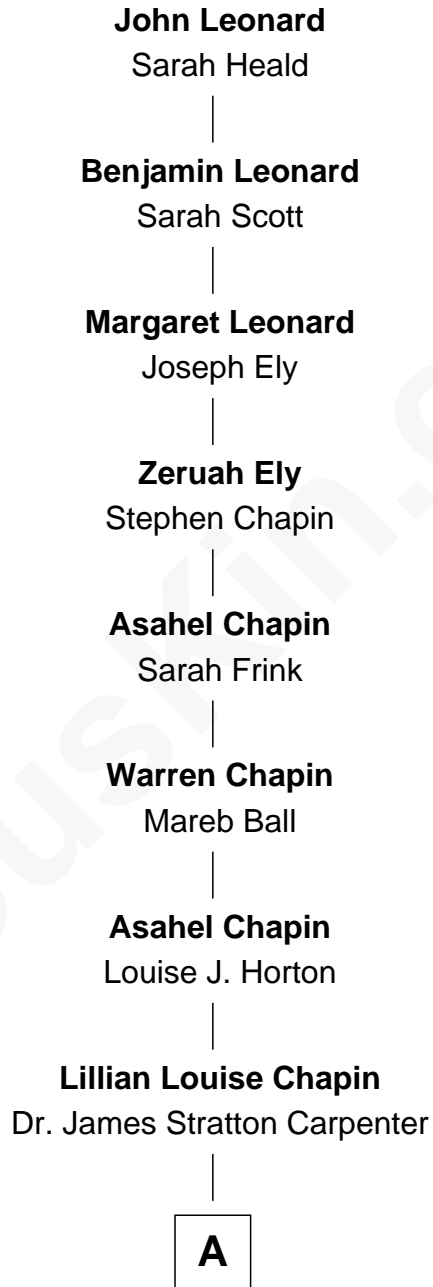 John Leonard
Sarah Heald
Benjamin Leonard
Sarah Scott
Margaret Leonard
Joseph Ely
Zeruah Ely
Stephen Chapin
Asahel Chapin
Sarah Frink
Warren Chapin
Mareb Ball
Asahel Chapin
Louise J. Horton
Lillian Louise Chapin
Dr. James Stratton Carpenter
A